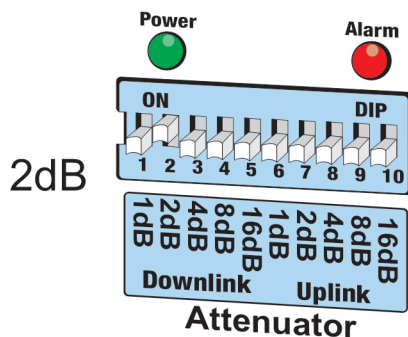 Power
Alarm
ON DIP
1 2 3 4 5 6 7 8 9 10
2dB
1dB 2dB 4dB 8dB 16dB 1dB 2dB 4dB 8dB 16dB
Downlink Uplink
Attenuator